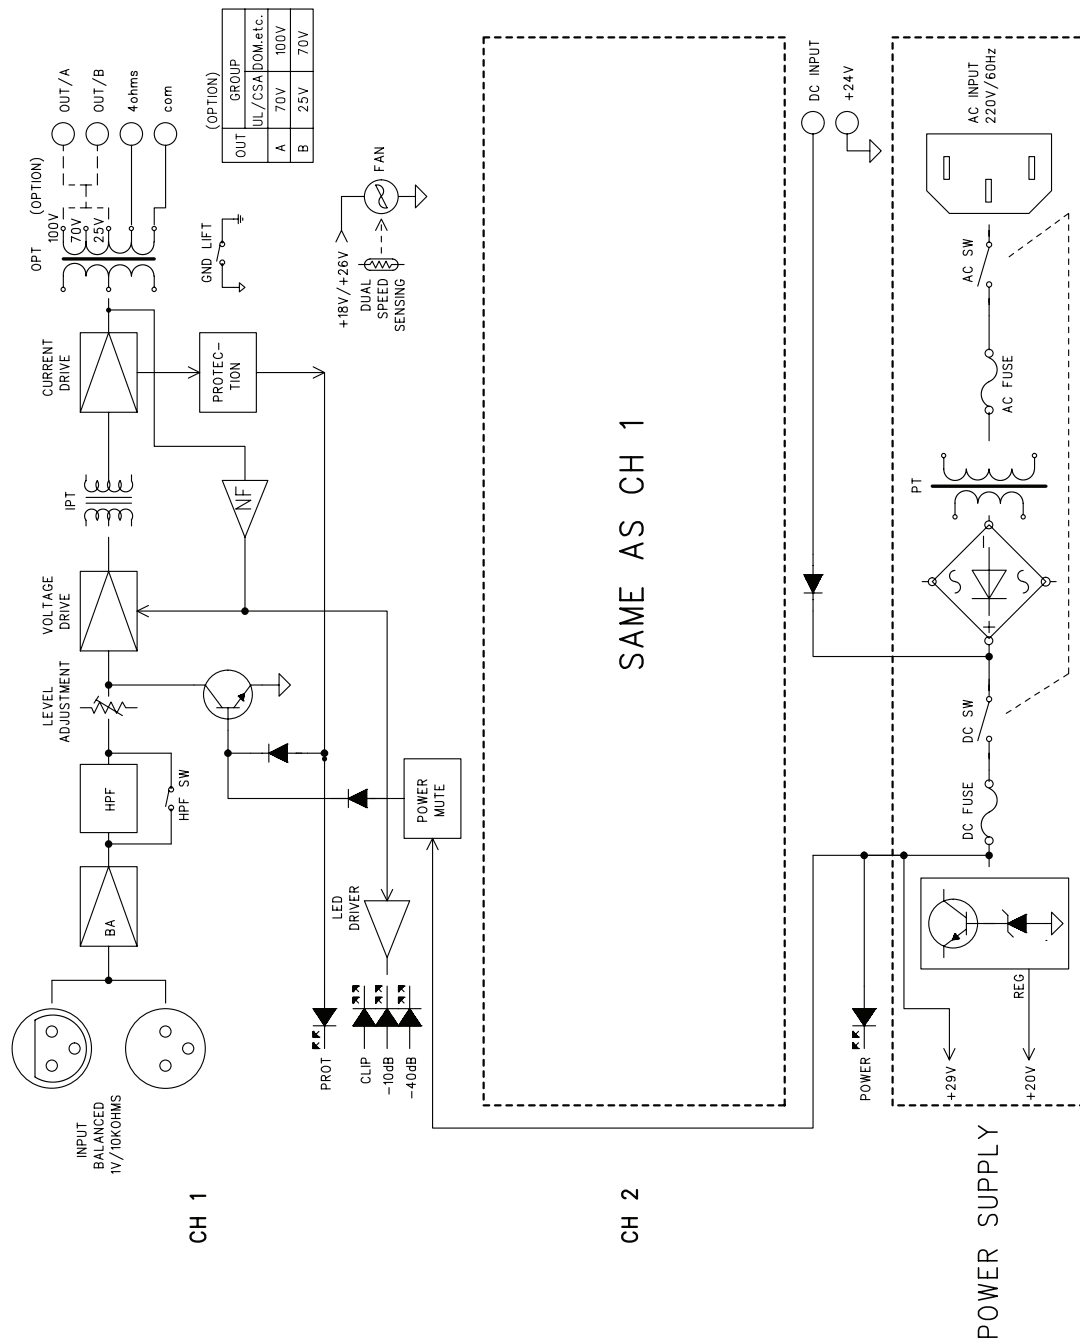 INPUT
BALANCED
1V/10KOHMS
BA
HPF
HPF SW
LEVEL
ADJUSTMENT
VOLTAGE
DRIVE
IPT
CURRENT
DRIVE
OPT
(OPTION)
100V
70V
25V
OUT/A
OUT/B
4ohms
com
NF
PROTEC-
TION
GND LIFT
(OPTION)
OUT
GROUP
UL/CSA
DOM.etc.
A
70V
100V
B
25V
70V
+18V/+26V
DUAL
SPEED
SENSING
FAN
POWER
MUTE
LED
DRIVER
PROT
CLIP
-10dB
-40dB
CH 1
SAME AS CH 1
CH 2
DC INPUT
+24V
AC INPUT
220V/60Hz
AC SW
AC FUSE
PT
DC SW
DC FUSE
REG
POWER
+29V
+20V
POWER SUPPLY